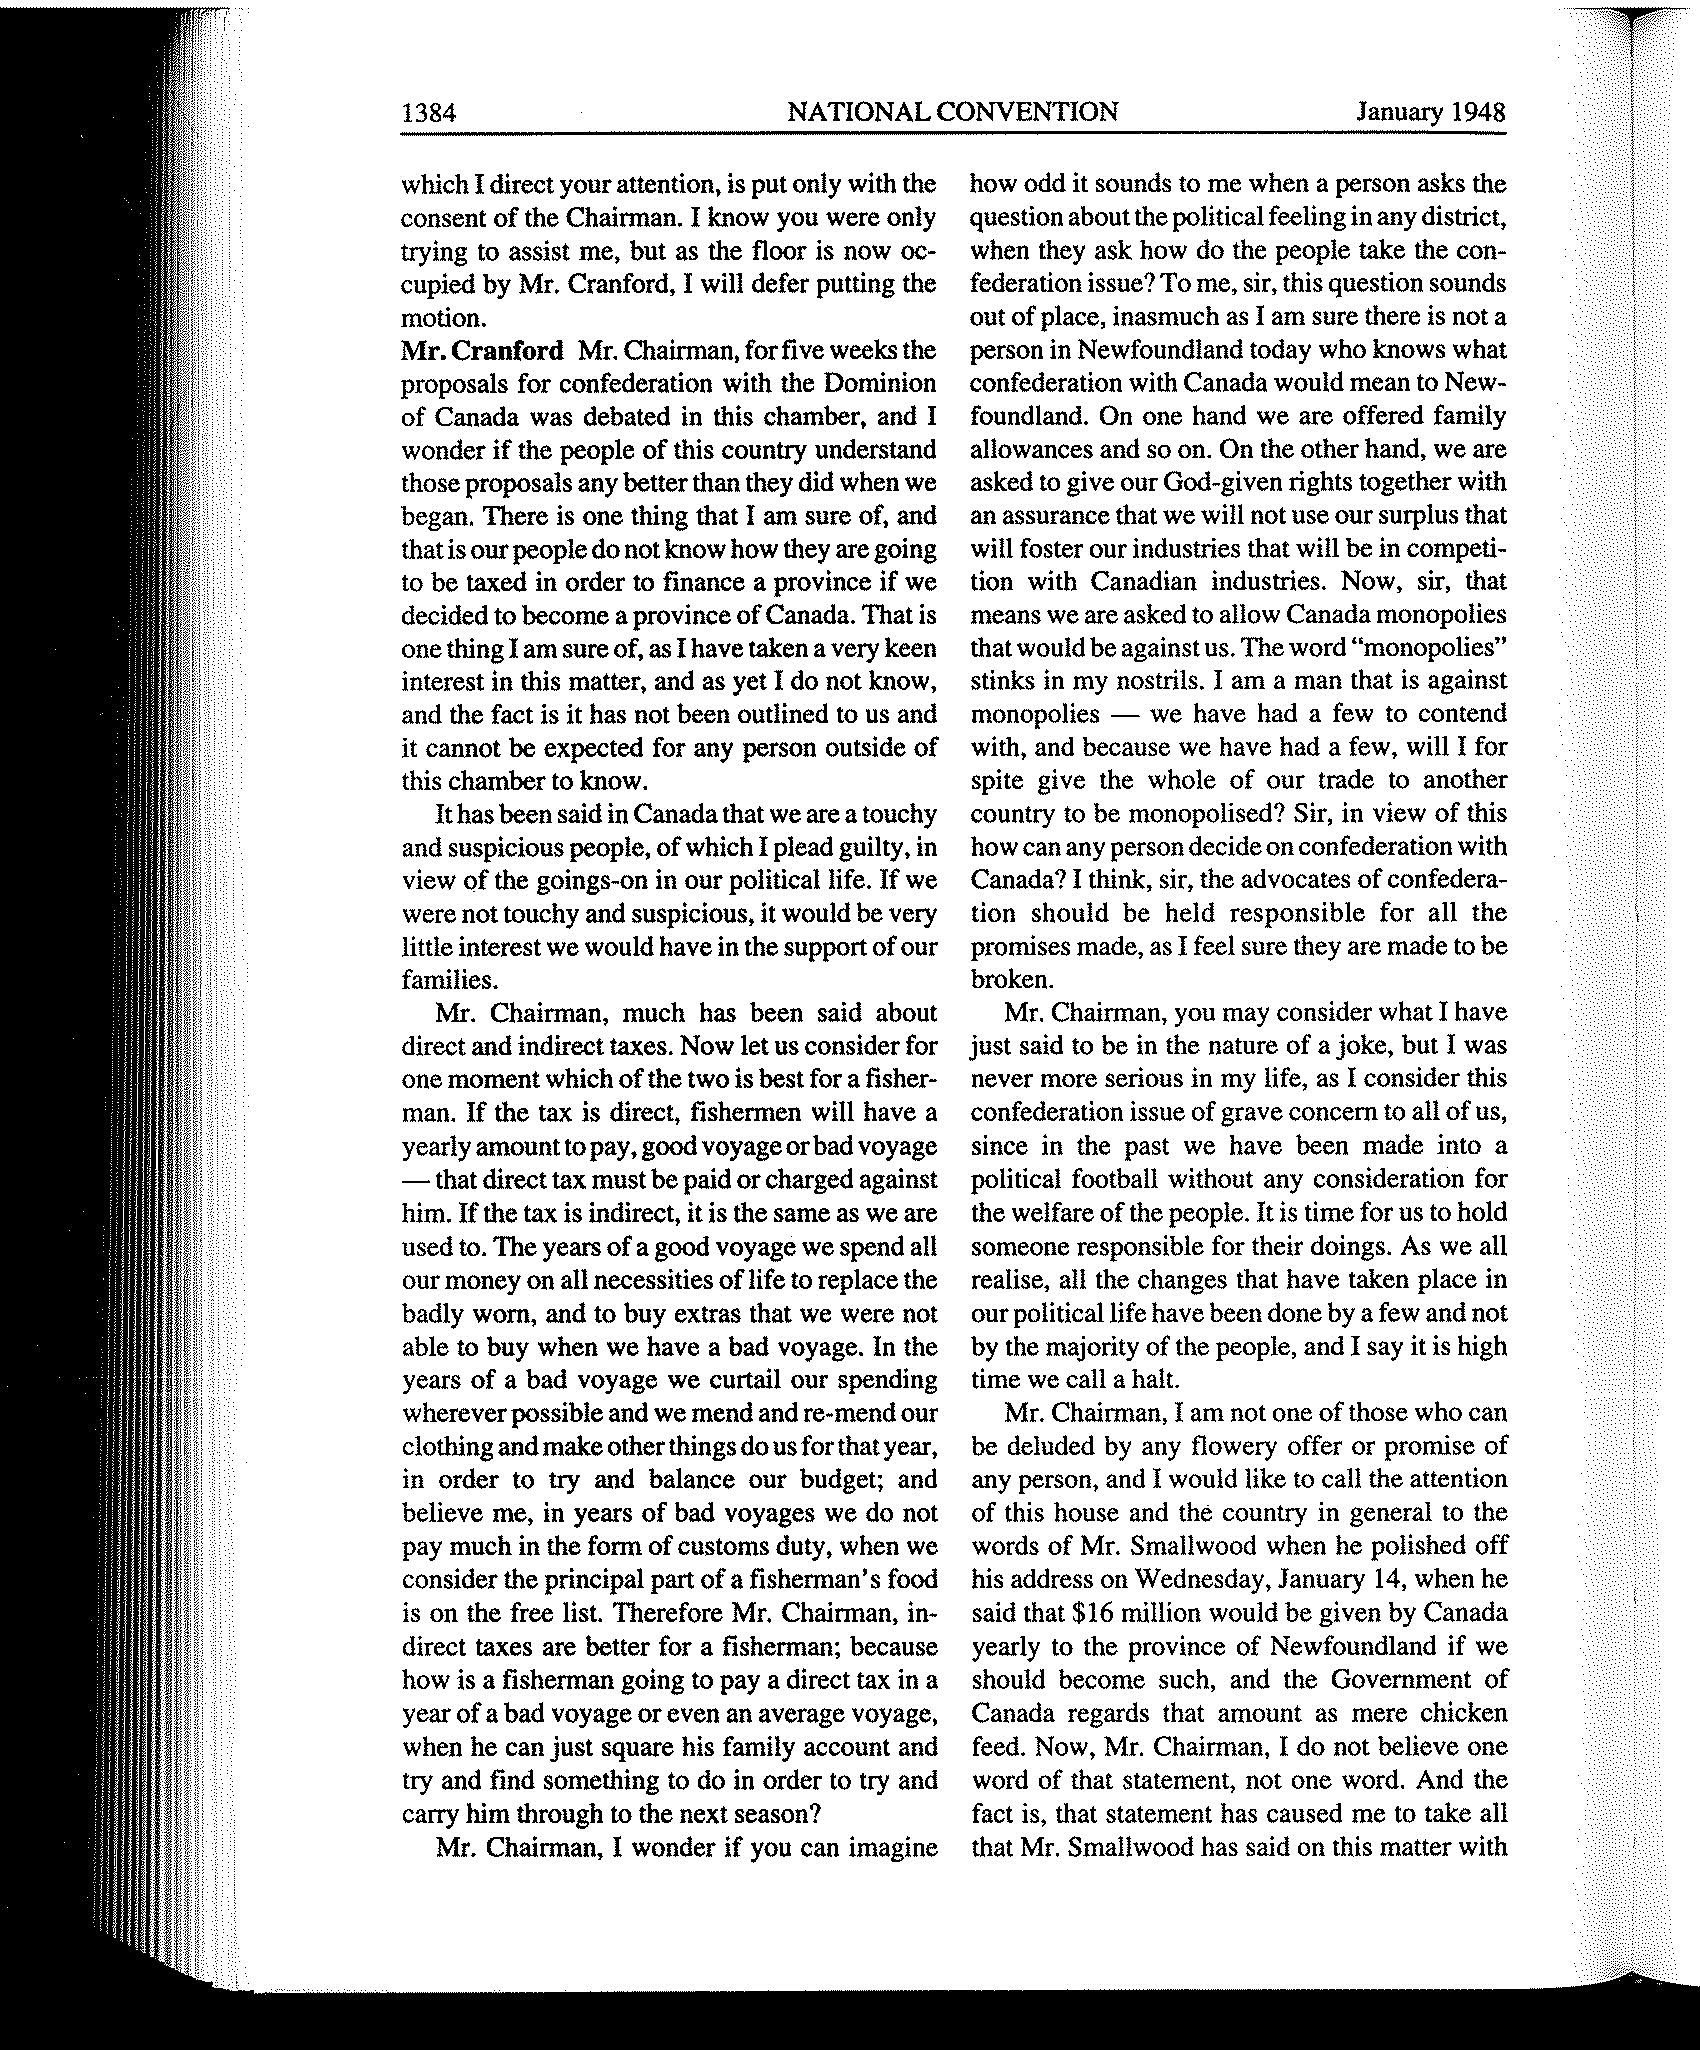 1384 NATIONAL CONVENTION January 1948
which I direct your attention, is put only with the
consent of the Chairman. I know you were only
trying to assist me, but as the floor is now oc-
cupied by Mr. Cranford, I will defer putting the
motion.
Mr. Cranford Mr. Chairman, for five weeks the
proposals for confederation with the Dominion
of Canada was debated in this chamber, and I
wonder if the people of this country understand
those proposals any better than they did when we
began. There is one thing that I am sure of, and
that is our people do not know how they are going
to be taxed in order to finance a province if we
decided to become a province of Canada. That is
one thing I am sure of, as I have taken a very keen
interest in this matter, and as yet I do not know,
and the fact is it has not been outlined to us and
it cannot be expected for any person outside of
this chamber to know.
It has been said in Canada that we are a touchy
and suspicious people, of which I plead guilty, in
view of the goings-on in our political life. If we
were not touchy and suspicious, it would be very
little interest we would have in the support of our
families.
Mr. Chairman, much has been said about
direct and indirect taxes. Now let us consider for
one moment which of the two is best for a fisher-
man. If the tax is direct, fishermen will have a
yearly amount to pay, good voyage or bad voyage
— that direct tax must be paid or charged against
him. If the tax is indirect, it is the same as we are
used to. The years of a good voyage we spend all
our money on all necessities of life to replace the
badly worn, and to buy extras that we were not
able to buy when we have a bad voyage. In the
years of a bad voyage we curtail our spending
wherever possible and we mend and re-mend our
clothing and make other things do us for that year,
in order to try and balance our budget; and
believe me, in years of bad voyages we do not
pay much in the form of customs duty, when we
consider the principal part of a fisherman's food
is on the free list. Therefore Mr. Chairman, in-
direct taxes are better for a fisherman; because
how is a fisherman going to pay a direct tax in a
year of a bad voyage or even an average voyage,
when he can just square his family account and
try and find something to do in order to try and
carry him through to the next season?
Mr. Chairman, I wonder if you can imagine
how odd it sounds to me when a person asks the
question about the political feeling in any district,
when they ask how do the people take the con-
federation issue? To me, sir, this question sounds
out of place, inasmuch as I am sure there is not a
person in Newfoundland today who knows what
confederation with Canada would mean to New-
foundland. On one hand we are offered family
allowances and so on. On the other hand, we are
asked to give our God-given rights together with
an assurance that we will not use our surplus that
will foster our industries that will be in competi-
tion with Canadian industries. Now, sir, that
means we are asked to allow Canada monopolies
that would be against us. The word “monopolies”
stinks in my nostrils. I am a man that is against
monopolies — we have had a few to contend
with, and because we have had a few, will I for
spite give the whole of our trade to another
country to be monopolised? Sir, in view of this
how can any person decide on confederation with
Canada? I think, sir, the advocates of confedera-
tion should be held responsible for all the
promises made, as I feel sure they are made to be
broken.
Mr. Chairman, you may consider what I have
just said to be in the nature of a joke, but I was
never more serious in my life, as I consider this
confederation issue of grave concern to all of us,
since in the past we have been made into a
political football without any consideration for
the welfare of the people. It is time for us to hold
someone responsible for their doings. As we all
realise, all the changes that have taken place in
our political life have been done by a few and not
by the majority of the people, and I say it is high
time we call a halt.
Mr. Chairman, I am not one of those who can
be deluded by any flowery offer or promise of
any person, and I would like to call the attention
of this house and the country in general to the
words of Mr. Smallwood when he polished off
his address on Wednesday, January 14, when he
said that $16 million would be given by Canada
yearly to the province of Newfoundland if we
should become such, and the Government of
Canada regards that amount as mere chicken
feed. Now, Mr. Chairman, I do not believe one
word of that statement, not one word. And the
fact is, that statement has caused me to take all
that Mr. Smallwood has said on this matter with